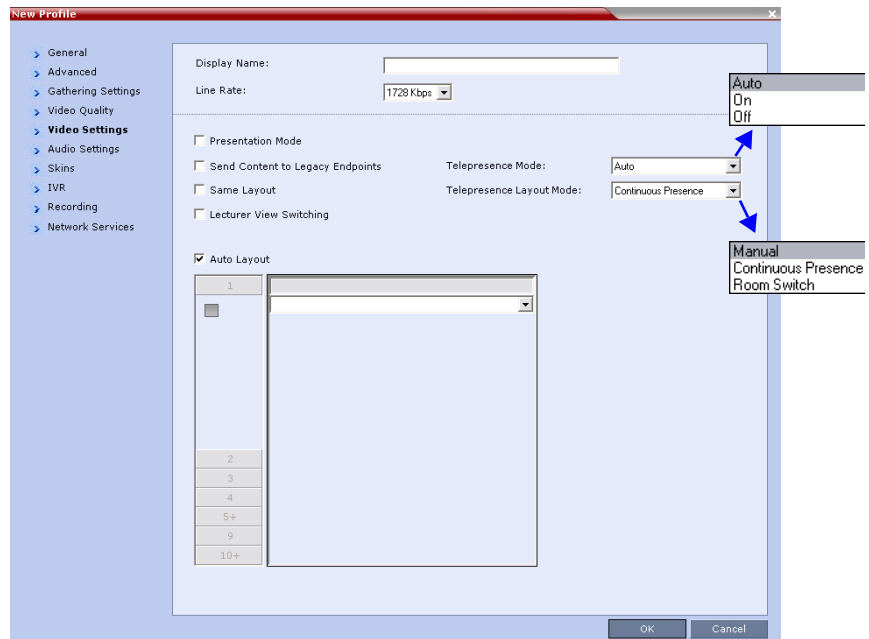 New Profile
x
General
Advanced
Gathering Settings
Video Quality
Video Settings
Audio Settings
Skins
IVR
Recording
Network Services
Display Name:
Line Rate: 1728 Kbps
Presentation Mode
Send Content to Legacy Endpoints Telepresence Mode: Auto
Same Layout Telepresence Layout Mode: Continuous Presence
Lecturer View Switching
Auto Layout
1
2
3
4
5+
9
10+
Auto
On
Off
Manual
Continuous Presence
Room Switch
OK Cancel